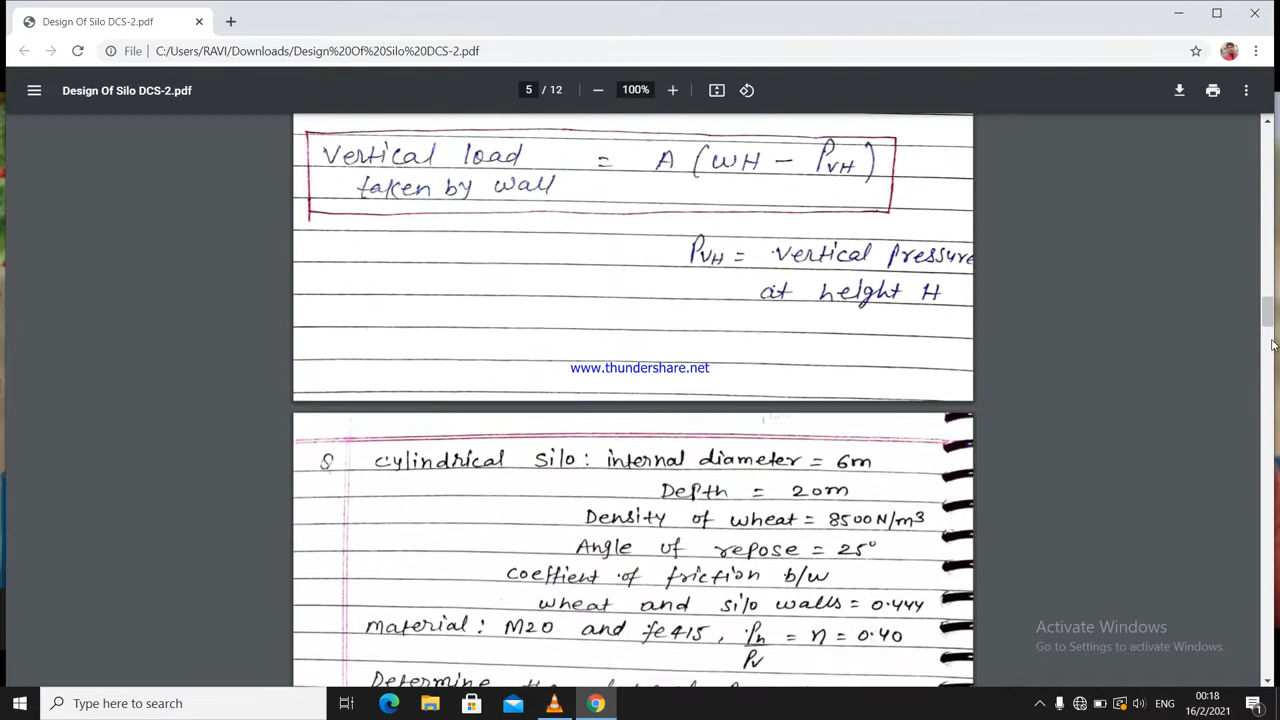 Design Of Silo DCS-2.pdf
File
C:/Users/RAVI/Downloads/Design%20Of%20Silo%20DCS-2.pdf
Design Of Silo DCS-2.pdf
5 / 12
100%
Vertical load = A (WH - PVH)
taken by wall
PVH = vertical Pressure
at height H
www.thundershare.net
Q cylindrical Silo: internal diameter = 6m
Depth = 20m
Density of wheat = 8500 N/m3
Angle of repose = 25°
coeffient of friction b/w
wheat and silo walls = 0.444
Material: M20 and fe415, Ph/Pv = n = 0.40
Determine the
Activate Windows
Go to Settings to activate Windows.
Type here to search
ENG
00:18
16/2/2021
1